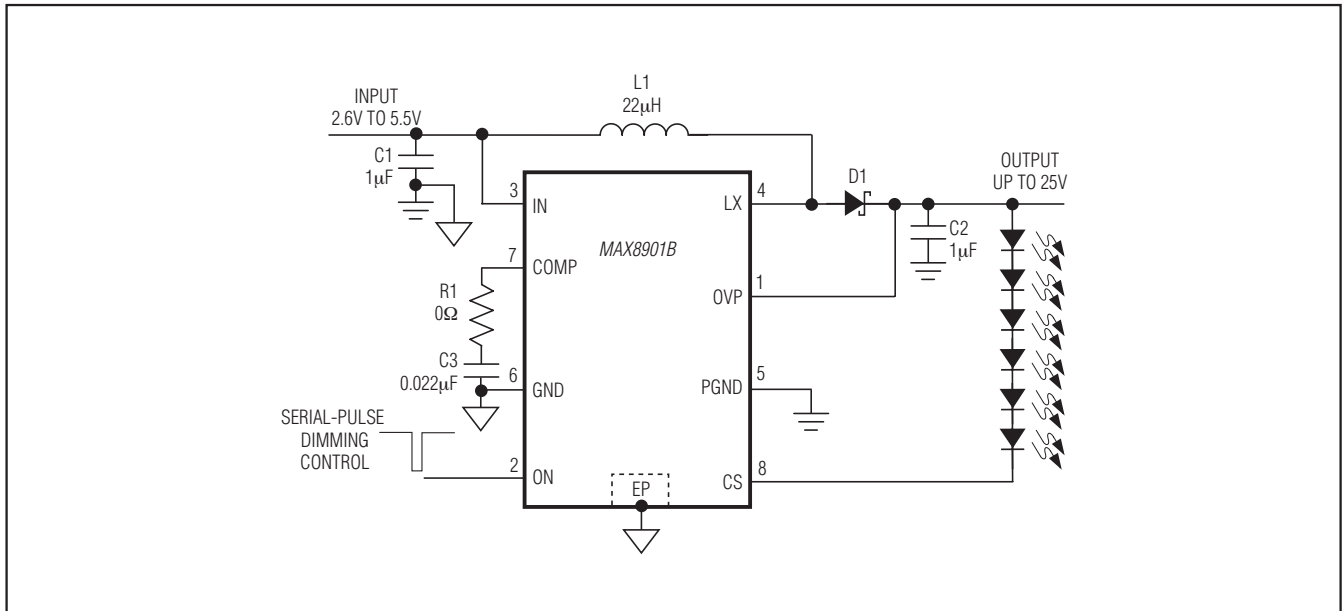 L1
22μH
INPUT
2.6V TO 5.5V
C1
1μF
D1
OUTPUT
UP TO 25V
3
IN
LX
4
C2
1μF
MAX8901B
7
COMP
OVP
1
R1
0Ω
C3
0.022μF
6
GND
PGND
5
SERIAL-PULSE
DIMMING
CONTROL
2
ON
EP
CS
8